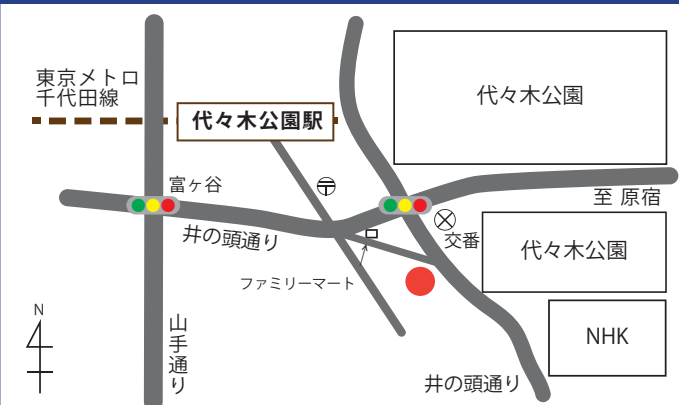 東京メトロ
千代田線
代々木公園駅
代々木公園
富ヶ谷
〒
至 原宿
井の頭通り
交番
代々木公園
ファミリーマート
N
山手通り
NHK
井の頭通り